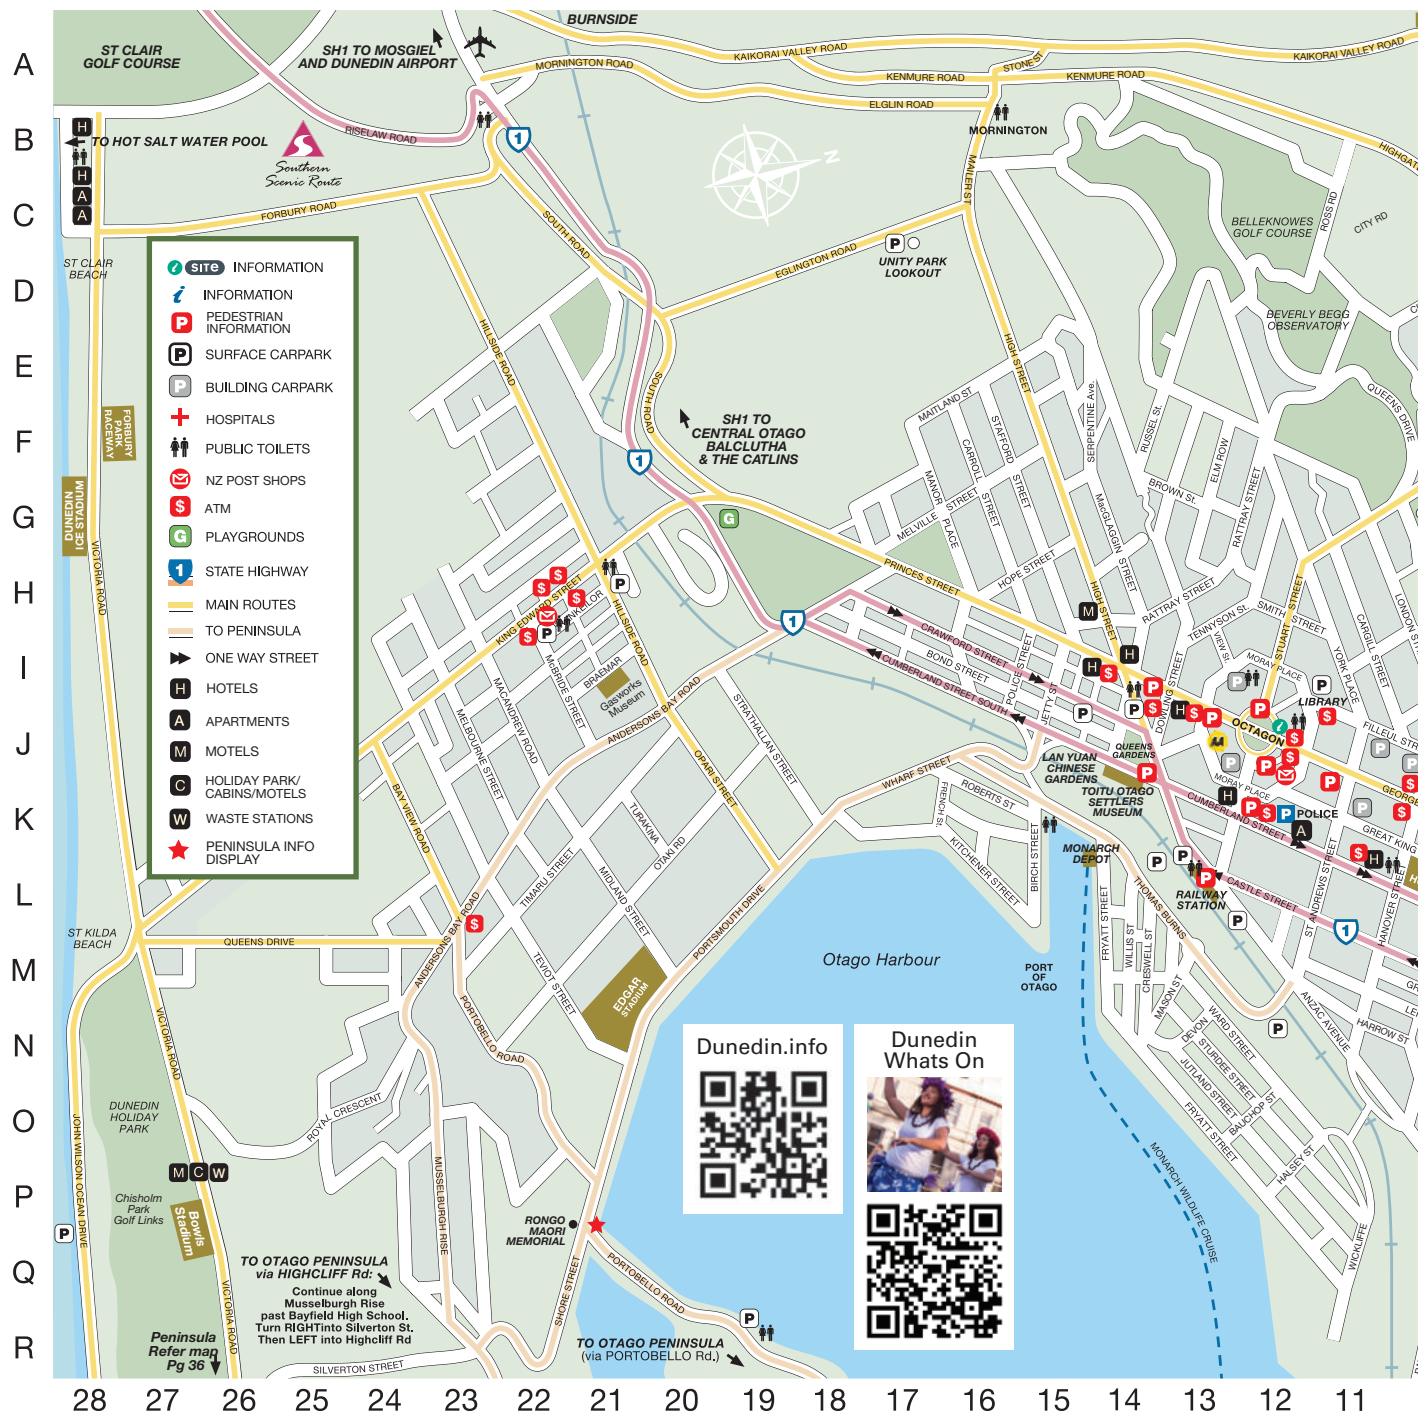 BURNSIDE
ST CLAIR
GOLF COURSE
SH1 TO MOSGIEL
AND DUNEDIN AIRPORT
MORNINGTON ROAD
KAIKORAI VALLEY ROAD
KENMURE ROAD
STONE ST
KENMURE ROAD
KAIKORAI VALLEY ROAD
ELGLIN ROAD
A
B
C
D
E
F
G
H
I
J
K
L
M
N
O
P
Q
R
TO HOT SALT WATER POOL
RISELAW ROAD
Southern
Scenic Route
1
N
MORNINGTON
MAILER ST
ROSS RD
CITY RD
BELLEKNOWES
GOLF COURSE
FORBURY ROAD
SOUTH ROAD
EGLINGTON ROAD
UNITY PARK
LOOKOUT
BEVERLY BEGG
OBSERVATORY
ST CLAIR
BEACH
i SITE INFORMATION
i INFORMATION
P PEDESTRIAN
INFORMATION
P SURFACE CARPARK
P BUILDING CARPARK
HOSPITALS
PUBLIC TOILETS
NZ POST SHOPS
$ ATM
G PLAYGROUNDS
1 STATE HIGHWAY
MAIN ROUTES
TO PENINSULA
ONE WAY STREET
H HOTELS
A APARTMENTS
M MOTELS
C HOLIDAY PARK/
CABINS/MOTELS
W WASTE STATIONS
PENINSULA INFO
DISPLAY
HILLSIDE ROAD
SOUTH ROAD
HIGH STREET
SH1 TO
CENTRAL OTAGO
BALCLUTHA
& THE CATLINS
1
FORBURY
PARK
RACEWAY
DUNEDIN
ICE STADIUM
VICTORIA ROAD
MAITLAND ST
CARROLL STREET
STAFFORD STREET
SERPENTINE Ave.
RUSSEL St.
ELM ROW
QUEENS DRIVE
MANOR PLACE
MELVILLE STREET
MacGLAGGIN STREET
BROWN St.
RATTRAY STREET
HOPE STREET
PRINCES STREET
HIGH STREET
RATTRAY STREET
TENNYSON St.
VIEW St.
SMITH STREET
STUART STREET
CARGILL STREET
LONDON ST
YORK PLACE
MORAY PLACE
KING EDWARD STREET
HILLSIDE ROAD
McBRIDE STREET
BRAEMAR
Gasworks
Museum
MACANDREW ROAD
MELBOURNE STREET
ANDERSONS BAY ROAD
STRATHALLAN STREET
OPARI STREET
1
CRAWFORD STREET
BOND STREET
CUMBERLAND STREET SOUTH
POLICE STREET
JETTY ST
DOWLING STREET
OCTAGON
LIBRARY
QUEENS
GARDENS
LAN YUAN
CHINESE
GARDENS
TOITU OTAGO
SETTLERS
MUSEUM
MORAY PLACE
CUMBERLAND STREET
POLICE
GREAT KING
BAY VIEW ROAD
TURAKINA
OTAKI RD
TIMARU STREET
MIDLAND STREET
WHARF STREET
ROBERTS ST
FRENCH St.
KITCHENER STREET
BIRCH STREET
MONARCH
DEPOT
RAILWAY
STATION
CASTLE STREET
1
ST ANDREWS STREET
HANOVER STREET
THOMAS BURNS
ST KILDA
BEACH
QUEENS DRIVE
ANDERSONS BAY ROAD
TEVIOT STREET
EDGAR
STADIUM
PORTSMOUTH DRIVE
Otago Harbour
PORT
OF
OTAGO
FRYATT STREET
WILLIS ST
CRESWELL ST
MASON ST
ANZAC AVENUE
HARROW ST
WARD STREET
DEVON
STURDEE STREET
JUTLAND STREET
FRYATT STREET
BAUCHOP ST
HALSEY ST
WICKLIFFE
VICTORIA ROAD
PORTOBELLO ROAD
Dunedin.info
Dunedin
Whats On
MONARCH WILDLIFE CRUISE
DUNEDIN
HOLIDAY
PARK
ROYAL CRESCENT
JOHN WILSON OCEAN DRIVE
M C W
Chisholm
Park
Golf Links
Bowls
Stadium
MUSSELBURGH RISE
RONGO
MAORI
MEMORIAL
SHORE STREET
PORTOBELLO ROAD
TO OTAGO PENINSULA
via HIGHCLIFF Rd:
Continue along
Musselburgh Rise
past Bayfield High School.
Turn RIGHTinto Silverton St.
Then LEFT into Highcliff Rd
VICTORIA ROAD
Peninsula
Refer map
Pg 36
SILVERTON STREET
TO OTAGO PENINSULA
(via PORTOBELLO Rd.)
28 27 26 25 24 23 22 21 20 19 18 17 16 15 14 13 12 11